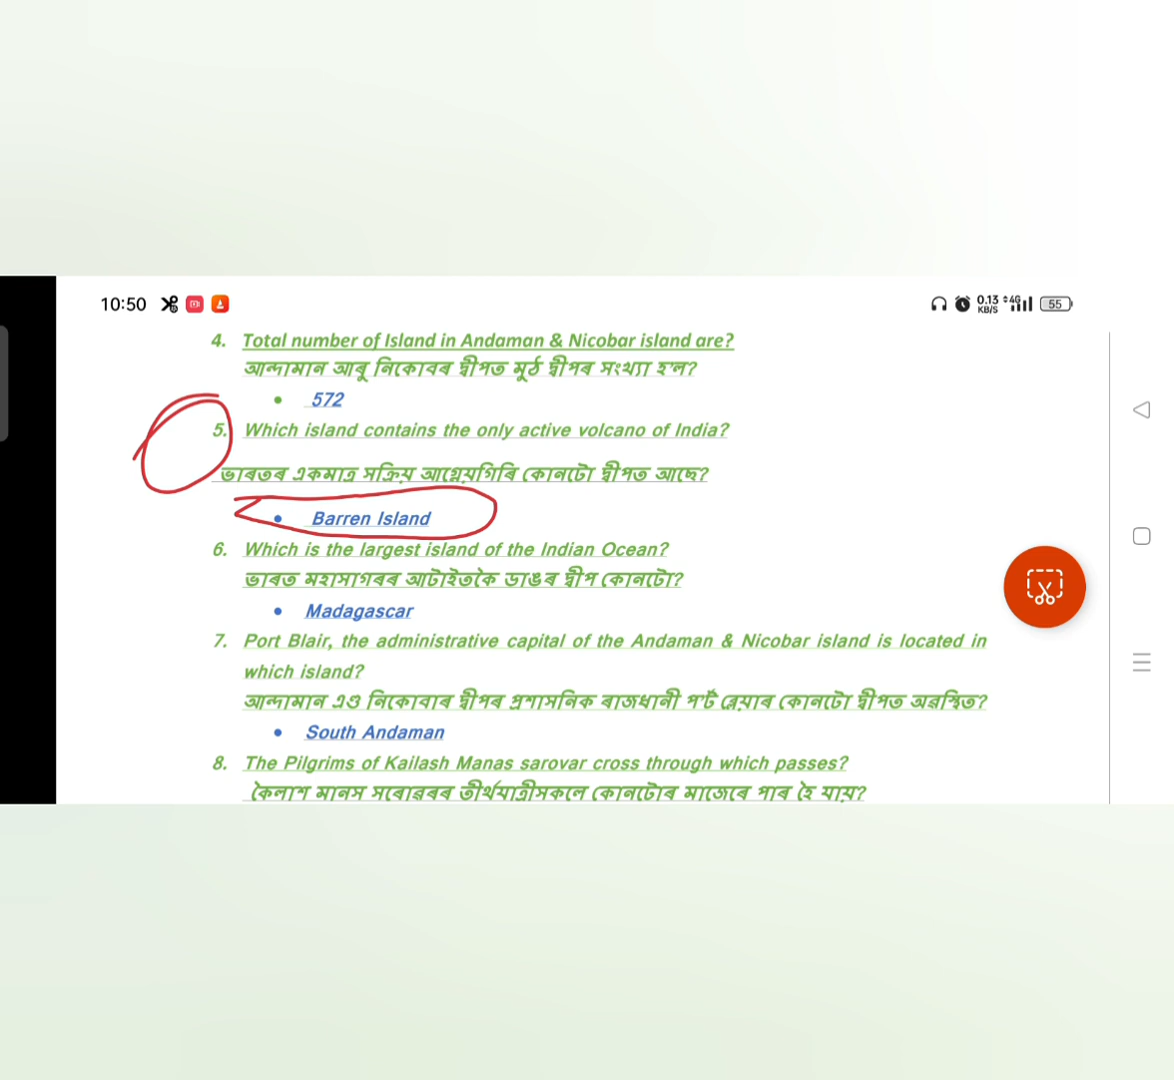 10:50
0.13 KB/S 4G 55
4. Total number of Island in Andaman & Nicobar island are?
আন্দামান আৰু নিকোবৰ দ্বীপত মুঠ দ্বীপৰ সংখ্যা হ'ল?
• 572
5. Which island contains the only active volcano of India?
ভাৰতৰ একমাত্ৰ সক্ৰিয় আগ্নেয়গিৰি কোনটো দ্বীপত আছে?
• Barren Island
6. Which is the largest island of the Indian Ocean?
ভাৰত মহাসাগৰৰ আটাইতকৈ ডাঙৰ দ্বীপ কোনটো?
• Madagascar
7. Port Blair, the administrative capital of the Andaman & Nicobar island is located in
which island?
আন্দামান এণ্ড নিকোবাৰ দ্বীপৰ প্ৰশাসনিক ৰাজধানী প'ৰ্ট ব্লেয়াৰ কোনটো দ্বীপত অৱস্থিত?
• South Andaman
8. The Pilgrims of Kailash Manas sarovar cross through which passes?
কৈলাশ মানস সৰোৱৰৰ তীৰ্থযাত্ৰীসকলে কোনটোৰ মাজেৰে পাৰ হৈ যায়?